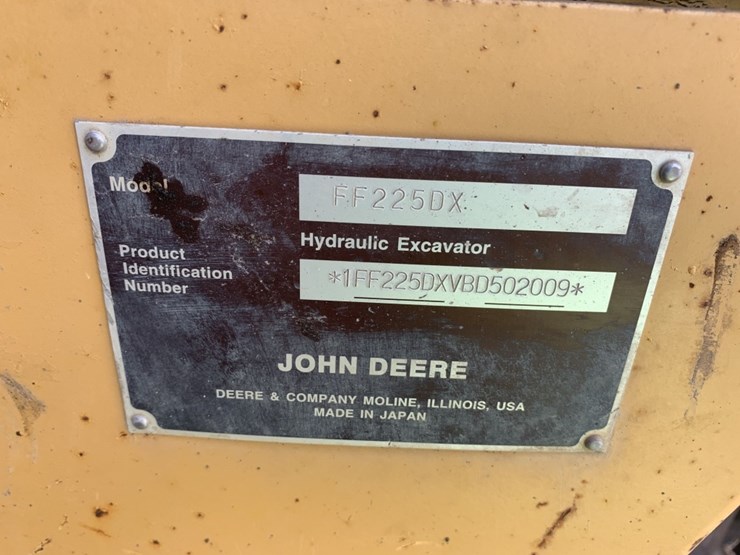 Model FF225DX
Hydraulic Excavator
Product
Identification
Number
*1FF225DXVBD502009*
JOHN DEERE
DEERE & COMPANY MOLINE, ILLINOIS, USA
MADE IN JAPAN